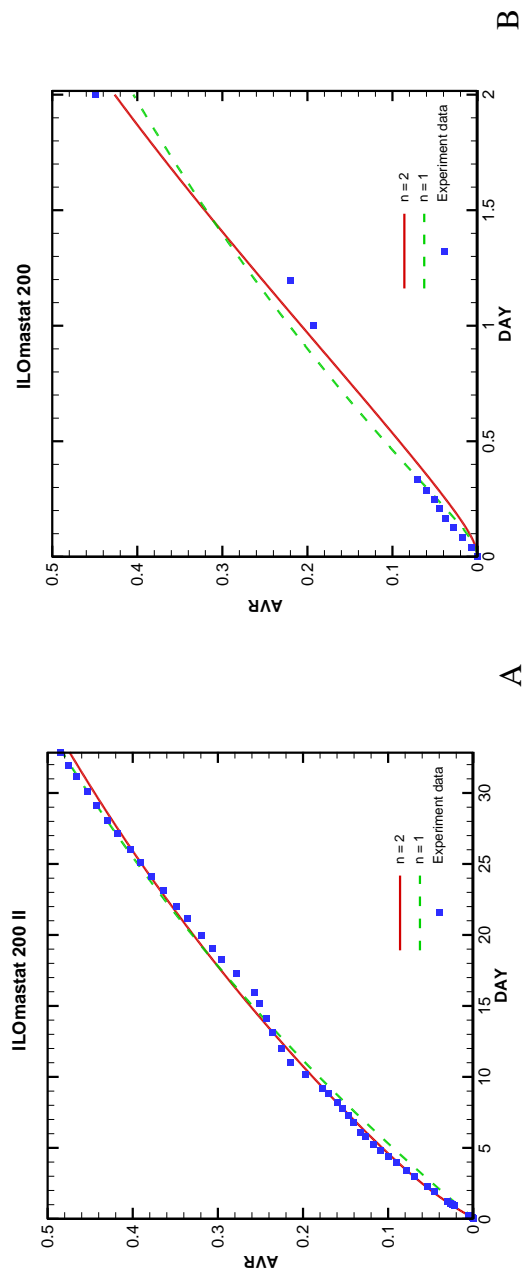 ILOmastat 200 II
AVR
0.5
0.4
0.3
0.2
0.1
0
0
5
10
15
20
25
30
DAY
n = 2
n = 1
Experiment data
A
ILOmastat 200
AVR
0.5
0.4
0.3
0.2
0.1
0
0
0.5
1
1.5
2
DAY
n = 2
n = 1
Experiment data
B